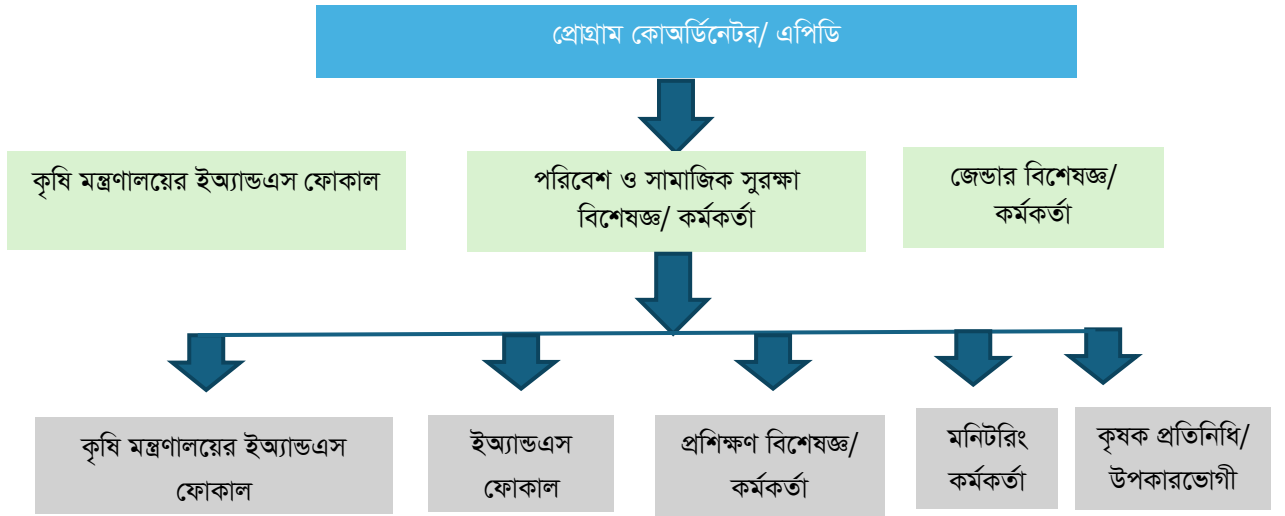 প্রোগ্রাম কোঅর্ডিনেটর/ এপিডি
কৃষি মন্ত্রণালয়ের ইঅ্যান্ডএস ফোকাল
পরিবেশ ও সামাজিক সুরক্ষা
বিশেষজ্ঞ/ কর্মকর্তা
জেন্ডার বিশেষজ্ঞ/
কর্মকর্তা
কৃষি মন্ত্রণালয়ের ইঅ্যান্ডএস
ফোকাল
ইঅ্যান্ডএস
ফোকাল
প্রশিক্ষণ বিশেষজ্ঞ/
কর্মকর্তা
মনিটরিং
কর্মকর্তা
কৃষক প্রতিনিধি/
উপকারভোগী